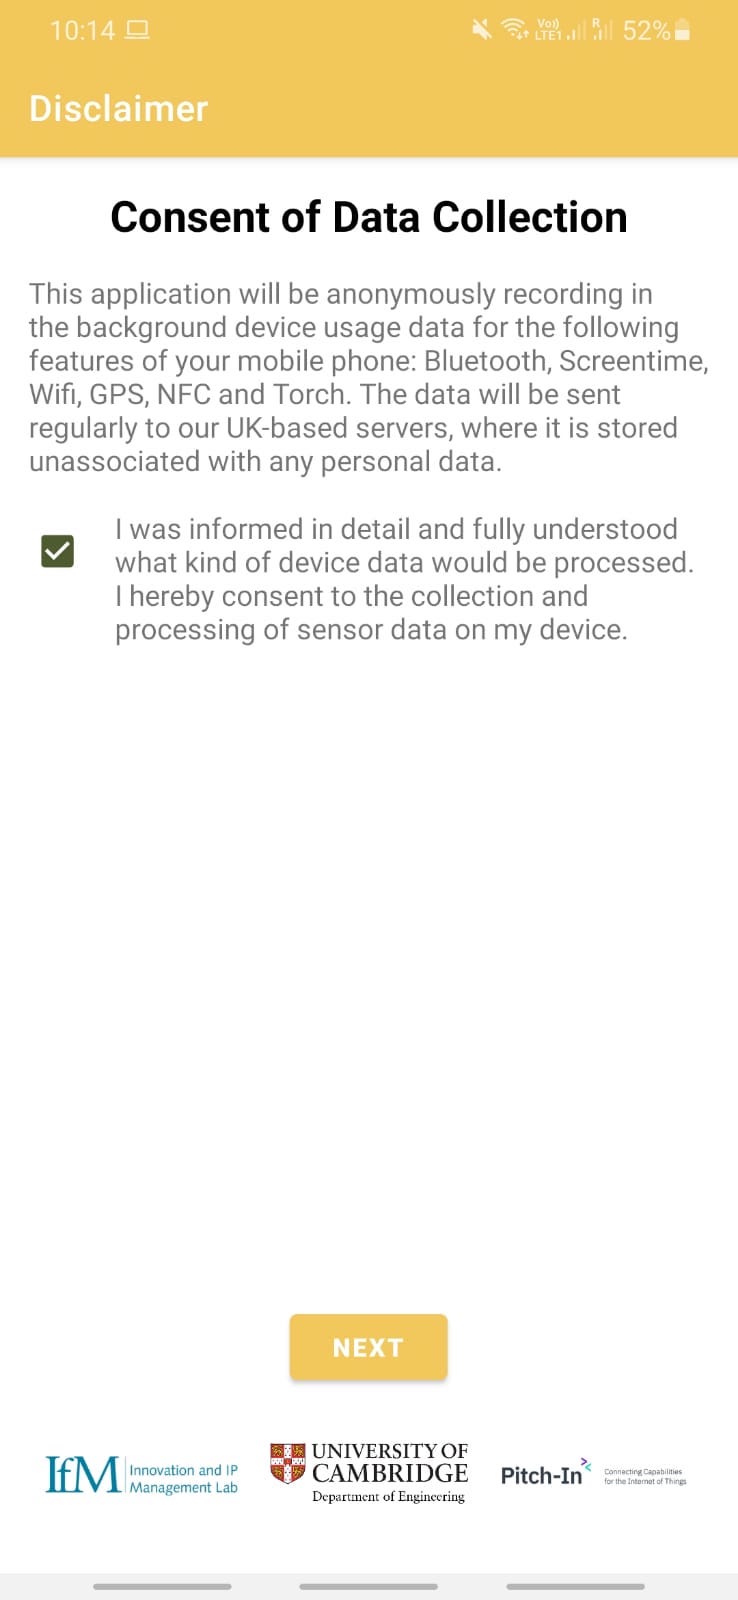 10:14
Vo)) LTE1 R 52%
Disclaimer
Consent of Data Collection
This application will be anonymously recording in
the background device usage data for the following
features of your mobile phone: Bluetooth, Screentime,
Wifi, GPS, NFC and Torch. The data will be sent
regularly to our UK-based servers, where it is stored
unassociated with any personal data.
I was informed in detail and fully understood
what kind of device data would be processed.
I hereby consent to the collection and
processing of sensor data on my device.
NEXT
IfM Innovation and IP
Management Lab
UNIVERSITY OF
CAMBRIDGE
Department of Engineering
Pitch-In Connecting Capabilities
for the Internet of Things